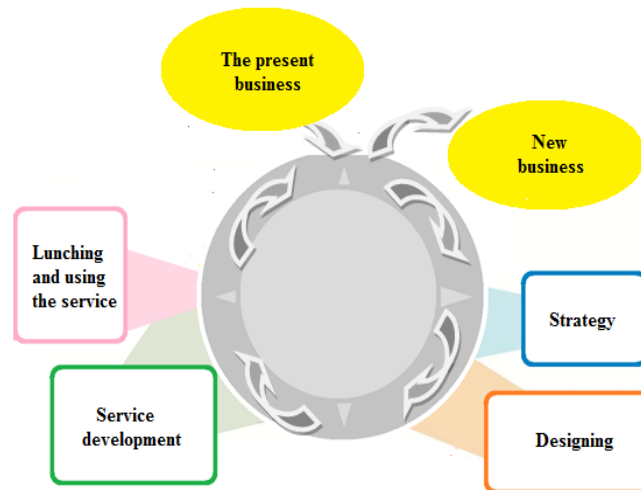 The present
business
New
business
Lunching
and using
the service
Strategy
Service
development
Designing